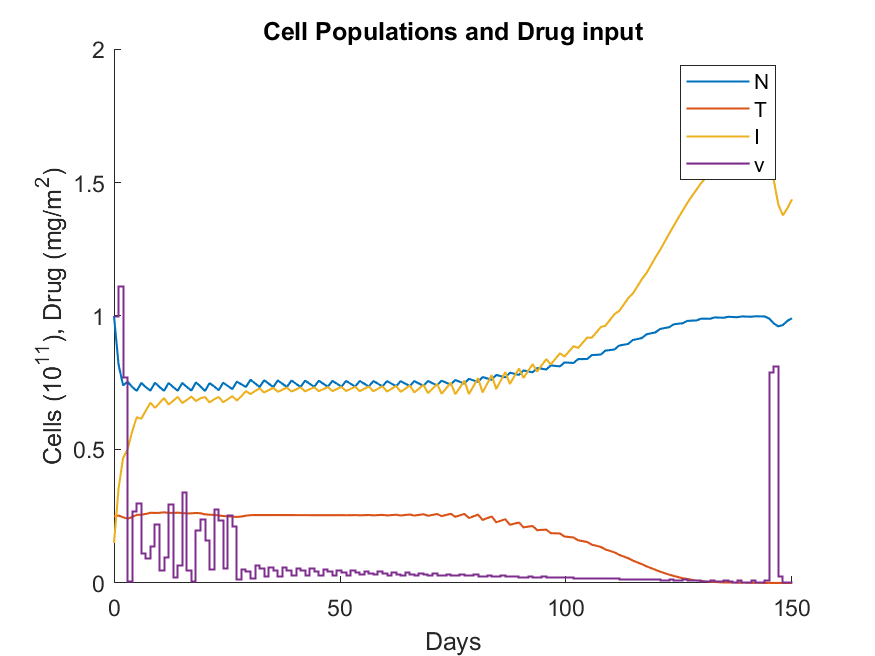 Cell Populations and Drug input
2
1.5
1
0.5
0
Cells (10^11), Drug (mg/m^2)
N
T
I
v
0
50
100
150
Days